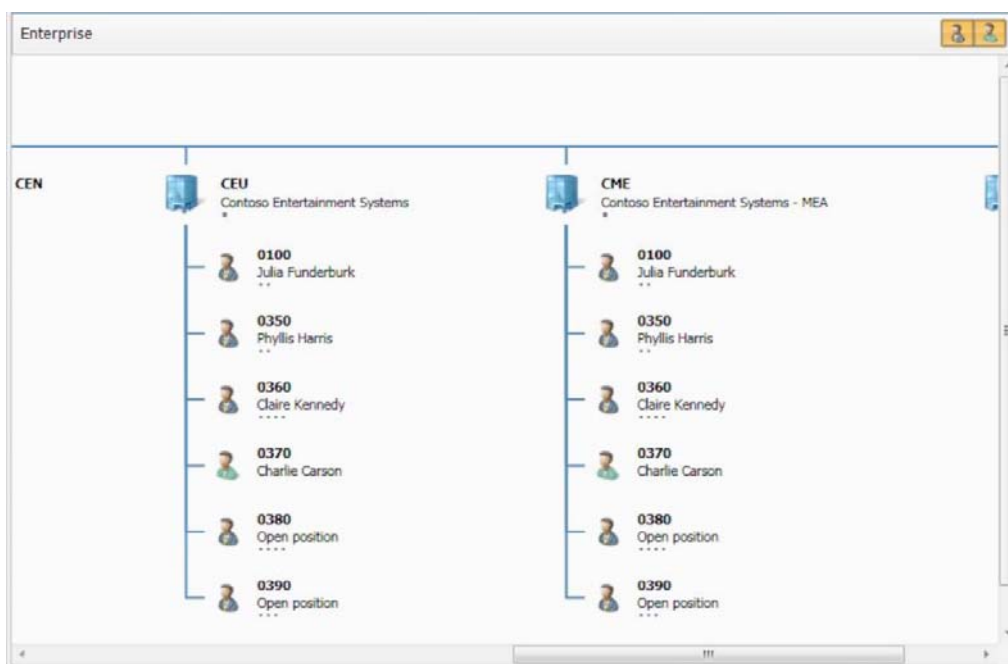 Enterprise
CEN
CEU
Contoso Entertainment Systems
*
0100
Julia Funderburk
**
0350
Phyllis Harris
**
0360
Claire Kennedy
****
0370
Charlie Carson
0380
Open position
****
0390
Open position
***
CME
Contoso Entertainment Systems - MEA
*
0100
Julia Funderburk
**
0350
Phyllis Harris
**
0360
Claire Kennedy
****
0370
Charlie Carson
0380
Open position
****
0390
Open position
***